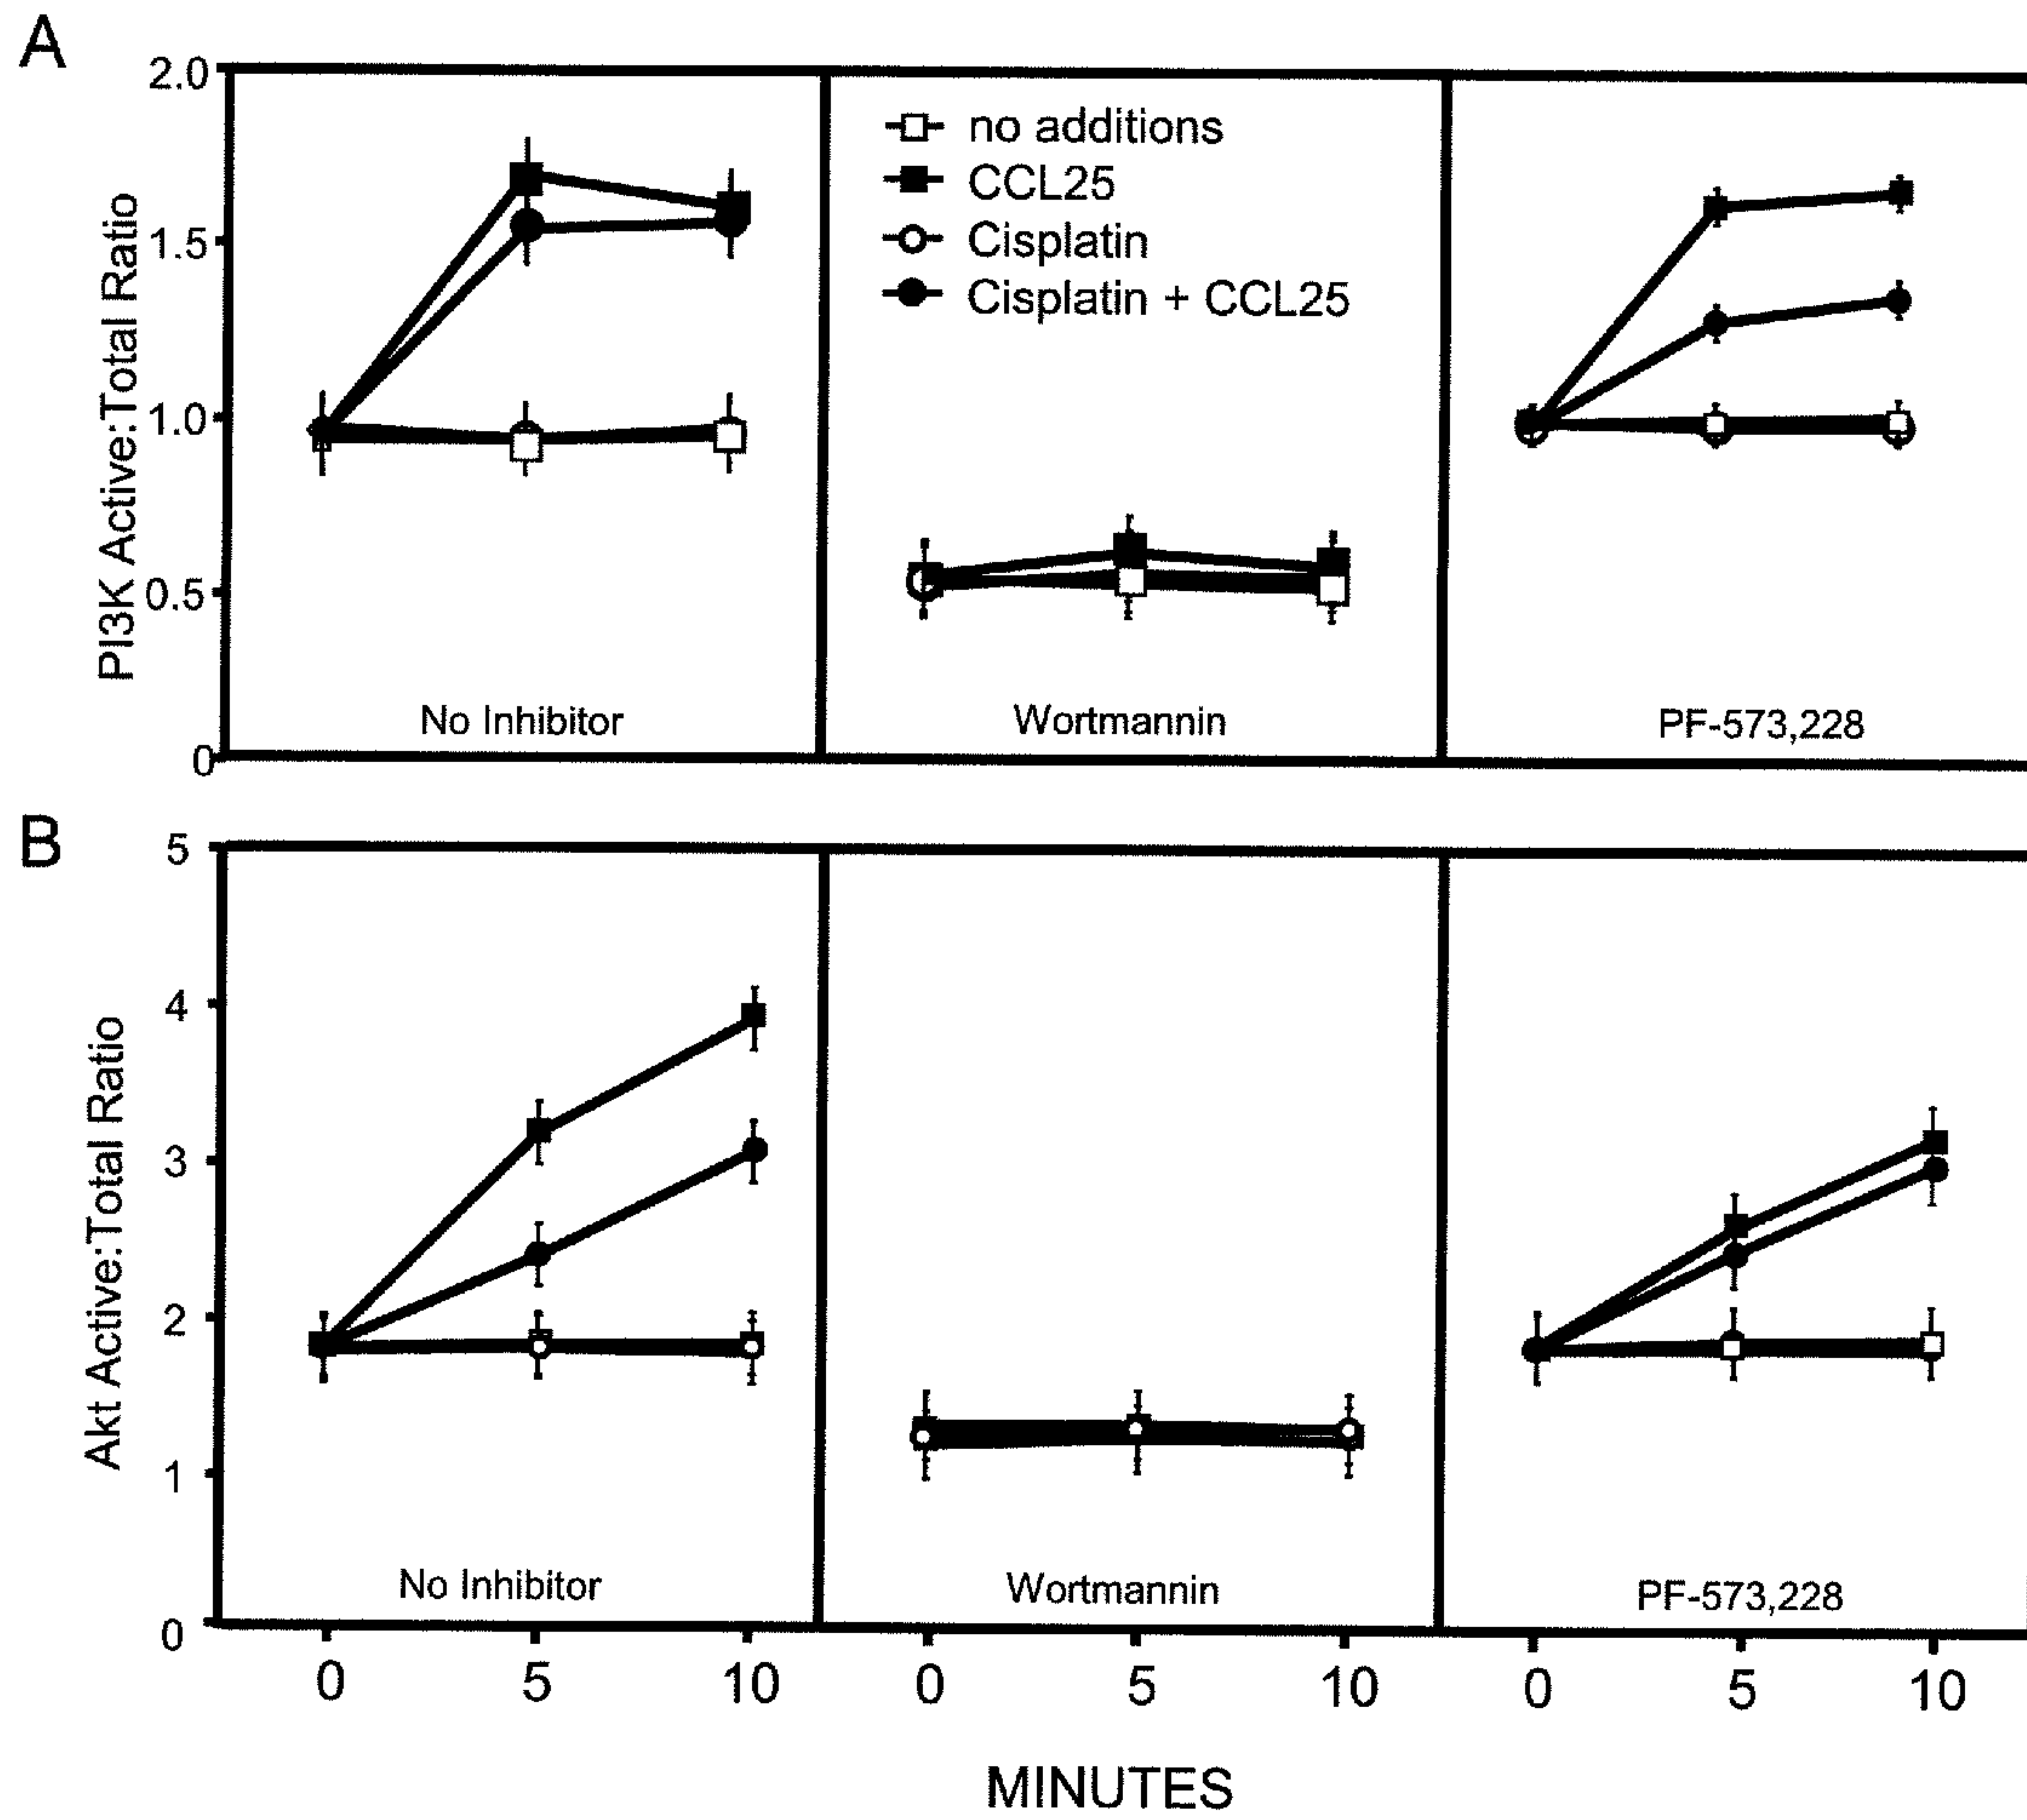 A
PI3K Active:Total Ratio
2.0
1.5
1.0
0.5
0
no additions
CCL25
Cisplatin
Cisplatin + CCL25
No Inhibitor
Wortmannin
PF-573,228
B
Akt Active:Total Ratio
5
4
3
2
1
0
No Inhibitor
Wortmannin
PF-573,228
0 5 10 0 5 10 0 5 10
MINUTES